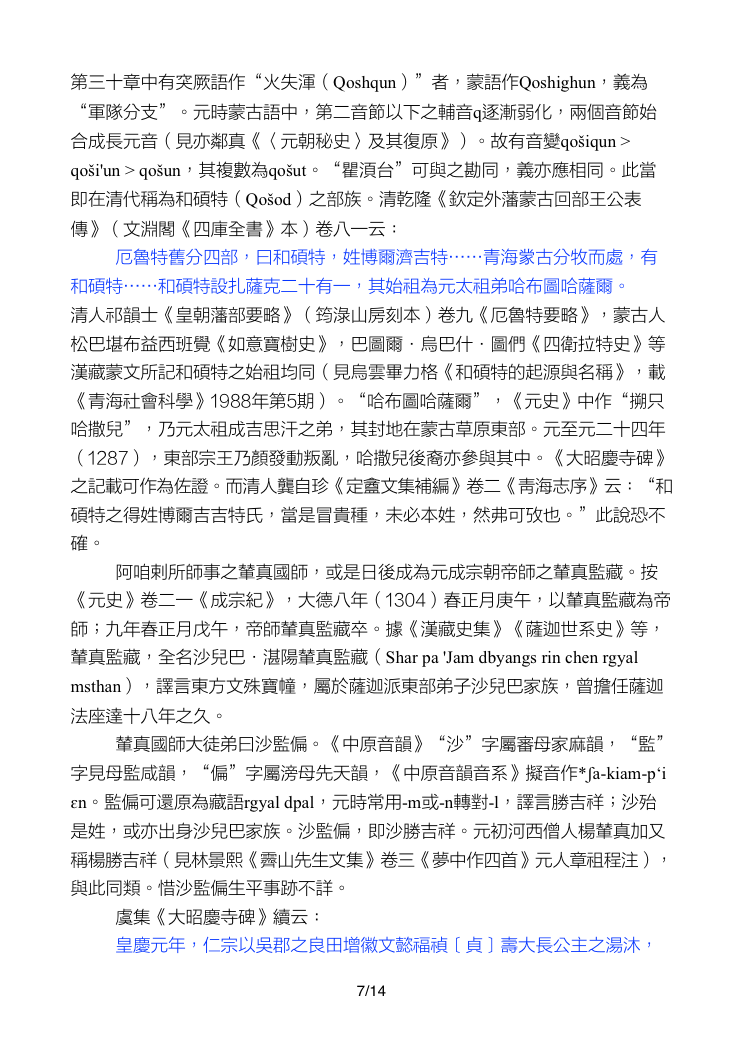 第三十章中有突厥語作“火失渾（Qoshqun）”者，蒙語作Qoshighun，義為
“軍隊分支”。元時蒙古語中，第二音節以下之輔音q逐漸弱化，兩個音節始
合成長元音（見亦鄰真《〈元朝秘史〉及其復原》）。故有音變qošiqun >
qoši'un > qošun，其複數為qošut。“瞿湏台”可與之勘同，義亦應相同。此當
即在清代稱為和碩特（Qošod）之部族。清乾隆《欽定外藩蒙古回部王公表
傳》（文淵閣《四庫全書》本）卷八一云：
厄魯特舊分四部，曰和碩特，姓博爾濟吉特……青海蒙古分牧而處，有
和碩特……和碩特設扎薩克二十有一，其始祖為元太祖弟哈布圖哈薩爾。
清人祁韻士《皇朝藩部要略》（筠淥山房刻本）卷九《厄魯特要略》，蒙古人
松巴堪布益西班覺《如意寶樹史》，巴圖爾．烏巴什．圖們《四衛拉特史》等
漢藏蒙文所記和碩特之始祖均同（見烏雲畢力格《和碩特的起源與名稱》，載
《青海社會科學》1988年第5期）。“哈布圖哈薩爾”，《元史》中作“搠只
哈撒兒”，乃元太祖成吉思汗之弟，其封地在蒙古草原東部。元至元二十四年
（1287），東部宗王乃顏發動叛亂，哈撒兒後裔亦參與其中。《大昭慶寺碑》
之記載可作為佐證。而清人龔自珍《定盦文集補編》卷二《青海志序》云：“和
碩特之得姓博爾吉吉特氏，當是冒貴種，未必本姓，然弗可攷也。”此說恐不
確。
阿咱剌所師事之輦真國師，或是日後成為元成宗朝帝師之輦真監藏。按
《元史》卷二一《成宗紀》，大德八年（1304）春正月庚午，以輦真監藏為帝
師；九年春正月戊午，帝師輦真監藏卒。據《漢藏史集》《薩迦世系史》等，
輦真監藏，全名沙兒巴．湛陽輦真監藏（Shar pa 'Jam dbyangs rin chen rgyal
msthan），譯言東方文殊寶幢，屬於薩迦派東部弟子沙兒巴家族，曾擔任薩迦
法座達十八年之久。
輦真國師大徒弟曰沙監偏。《中原音韻》“沙”字屬審母家麻韻，“監”
字見母監咸韻，“偏”字屬滂母先天韻，《中原音韻音系》擬音作*ʃa-kiam-p‘i
ɛn。監偏可還原為藏語rgyal dpal，元時常用-m或-n轉對-l，譯言勝吉祥；沙殆
是姓，或亦出身沙兒巴家族。沙監偏，即沙勝吉祥。元初河西僧人楊輦真加又
稱楊勝吉祥（見林景熙《霽山先生文集》卷三《夢中作四首》元人章祖程注），
與此同類。惜沙監偏生平事跡不詳。
虞集《大昭慶寺碑》續云：
皇慶元年，仁宗以吳郡之良田增徽文懿福禎〔貞〕壽大長公主之湯沐，
7/14